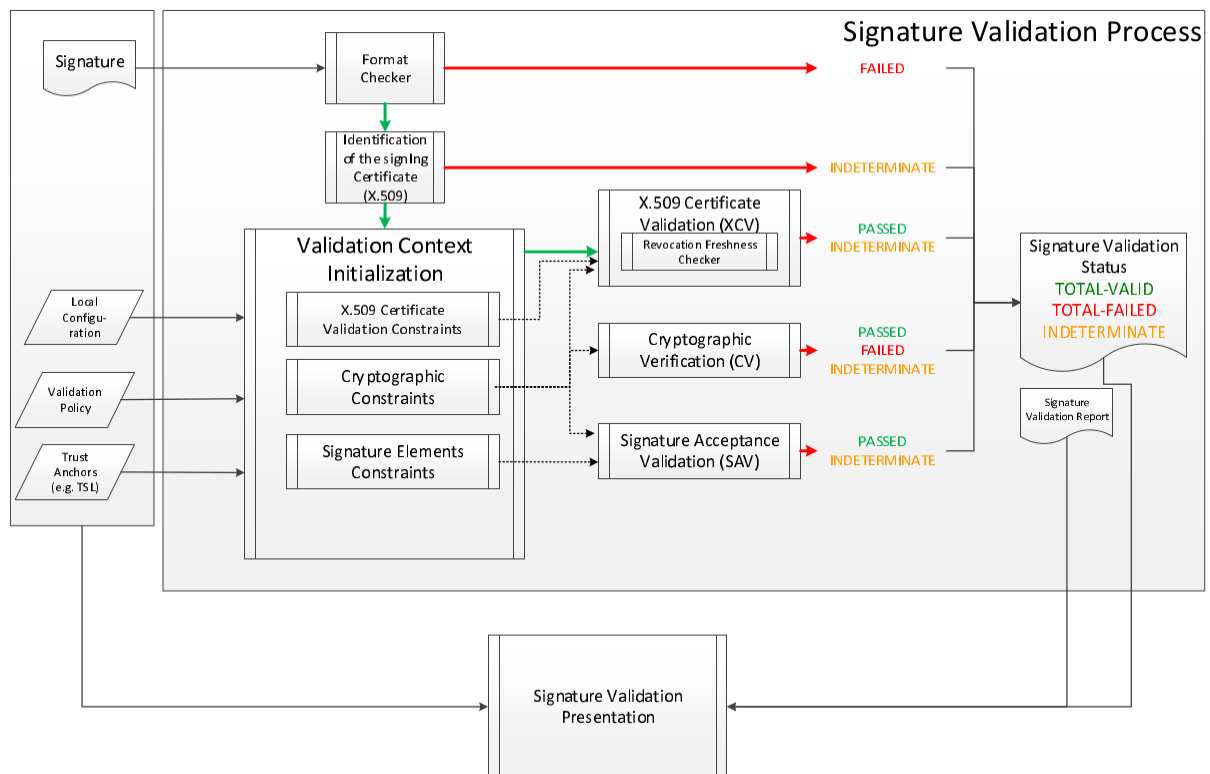 Signature Validation Process
Signature
Format
Checker
FAILED
Identification
of the signing
Certificate
(X.509)
INDETERMINATE
X.509 Certificate
Validation (XCV)
Revocation Freshness
Checker
PASSED
INDETERMINATE
Validation Context
Initialization
X.509 Certificate
Validation Constraints
Cryptographic
Constraints
Signature Elements
Constraints
Local
Configu-
ration
Validation
Policy
Trust
Anchors
(e.g. TSL)
Cryptographic
Verification (CV)
PASSED
FAILED
INDETERMINATE
Signature Acceptance
Validation (SAV)
PASSED
INDETERMINATE
Signature Validation
Status
TOTAL-VALID
TOTAL-FAILED
INDETERMINATE
Signature
Validation Report
Signature Validation
Presentation